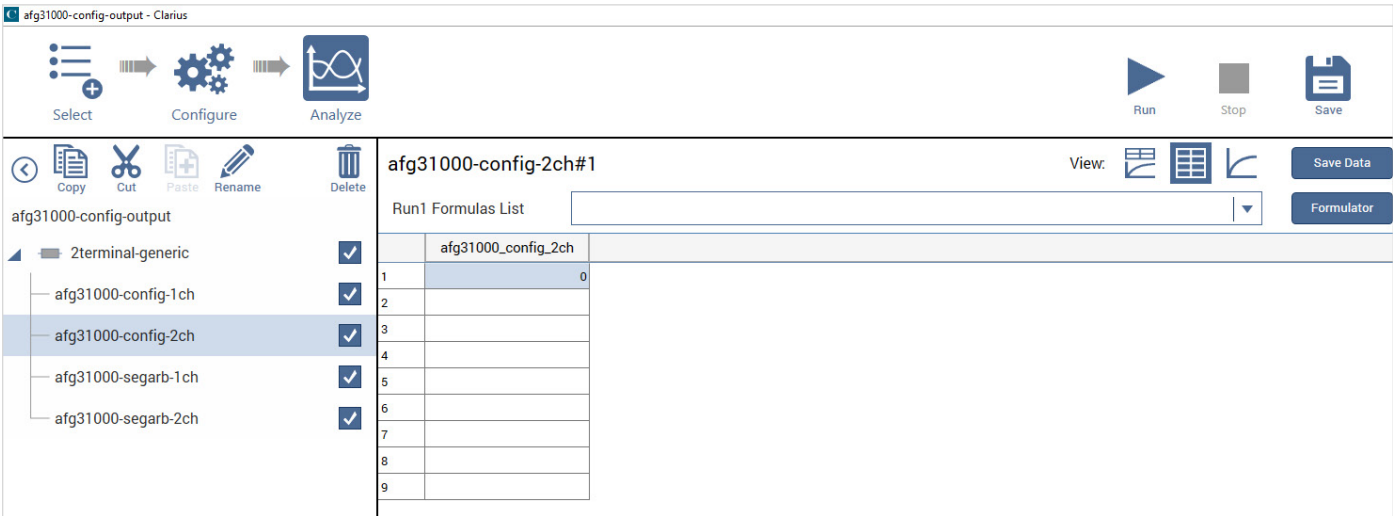 C afg31000-config-output - Clarius
Select Configure Analyze Run Stop Save
Copy Cut Paste Rename Delete
afg31000-config-output
2terminal-generic
afg31000-config-1ch
afg31000-config-2ch
afg31000-segarb-1ch
afg31000-segarb-2ch
afg31000-config-2ch#1 View: Save Data
Run1 Formulas List Formulator
afg31000_config_2ch
1 0
2
3
4
5
6
7
8
9